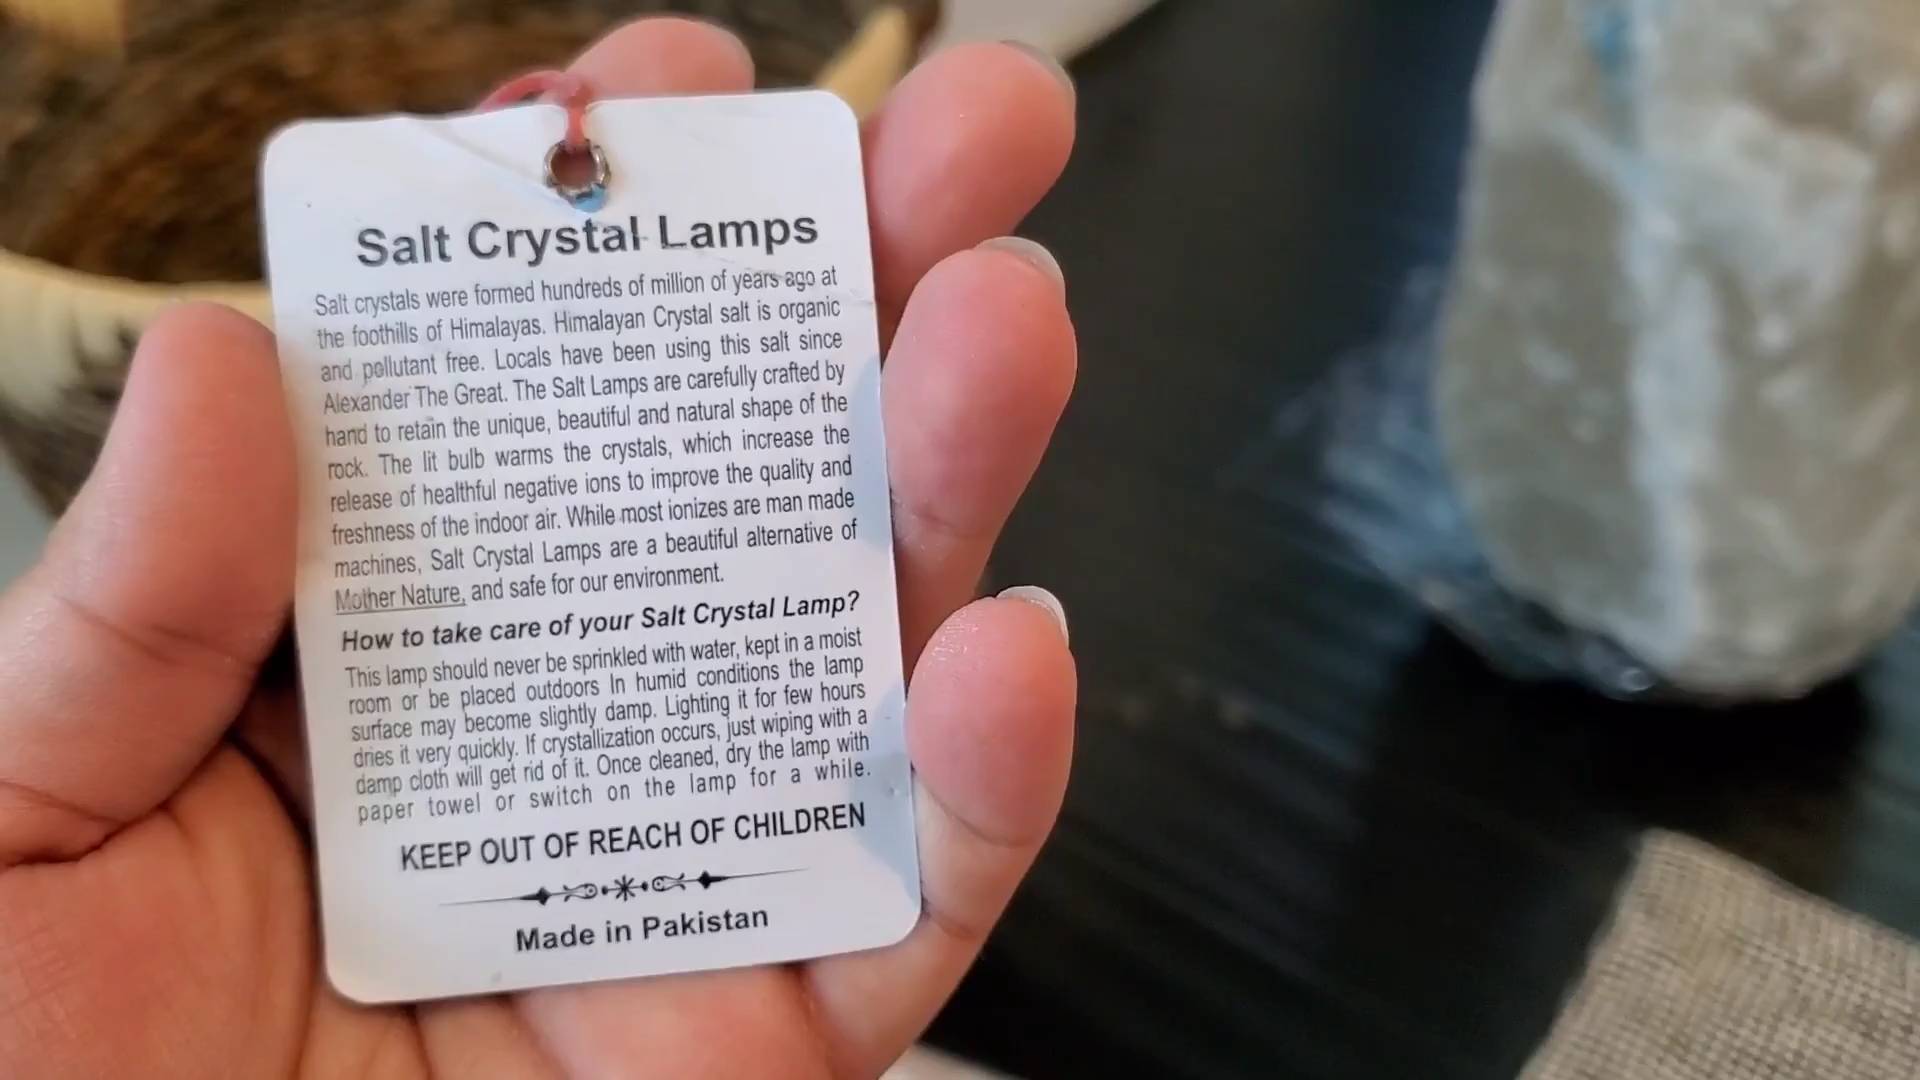 Salt Crystal Lamps
Salt crystals were formed hundreds of million of years ago at
the foothills of Himalayas. Himalayan Crystal salt is organic
and pollutant free. Locals have been using this salt since
Alexander The Great. The Salt Lamps are carefully crafted by
hand to retain the unique, beautiful and natural shape of the
rock. The lit bulb warms the crystals, which increase the
release of healthful negative ions to improve the quality and
freshness of the indoor air. While most ionizes are man made
machines, Salt Crystal Lamps are a beautiful alternative of
Mother Nature, and safe for our environment.
How to take care of your Salt Crystal Lamp?
This lamp should never be sprinkled with water, kept in a moist
room or be placed outdoors In humid conditions the lamp
surface may become slightly damp. Lighting it for few hours
dries it very quickly. If crystallization occurs, just wiping with a
damp cloth will get rid of it. Once cleaned, dry the lamp with
paper towel or switch on the lamp for a while.
KEEP OUT OF REACH OF CHILDREN
Made in Pakistan